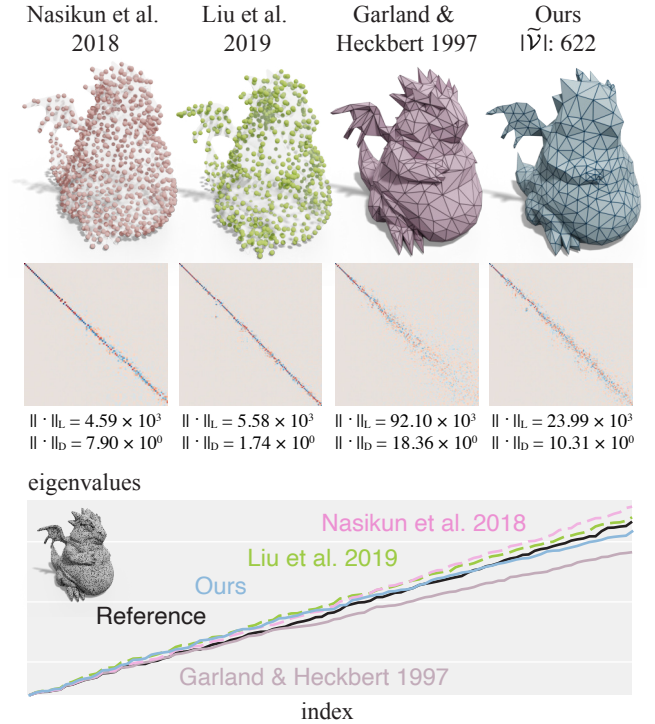 Nasikun et al.
2018
Liu et al.
2019
Garland &
Heckbert 1997
Ours
|Ṽ|: 622
|| · ||L = 4.59 × 10³
|| · ||D = 7.90 × 10⁰
|| · ||L = 5.58 × 10³
|| · ||D = 1.74 × 10⁰
|| · ||L = 92.10 × 10³
|| · ||D = 18.36 × 10⁰
|| · ||L = 23.99 × 10³
|| · ||D = 10.31 × 10⁰
eigenvalues
Nasikun et al. 2018
Liu et al. 2019
Ours
Reference
Garland & Heckbert 1997
index